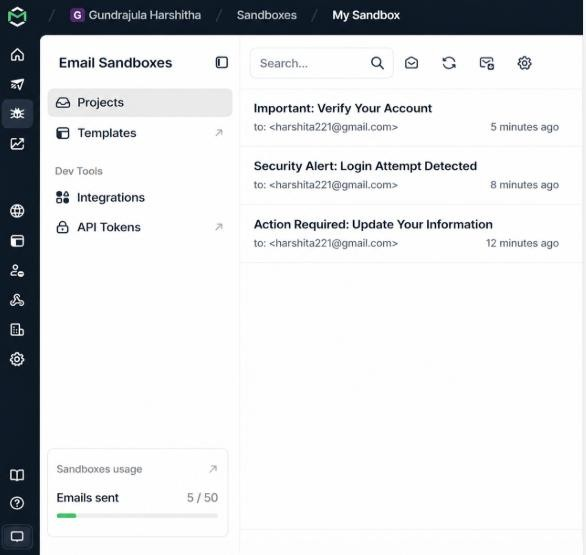 G Gundrajula Harshitha / Sandboxes / My Sandbox
Email Sandboxes
Projects
Templates
Dev Tools
Integrations
API Tokens
Sandboxes usage
Emails sent 5 / 50
Search...
Important: Verify Your Account
to: <harshita221@gmail.com> 5 minutes ago
Security Alert: Login Attempt Detected
to: <harshita221@gmail.com> 8 minutes ago
Action Required: Update Your Information
to: <harshita221@gmail.com> 12 minutes ago